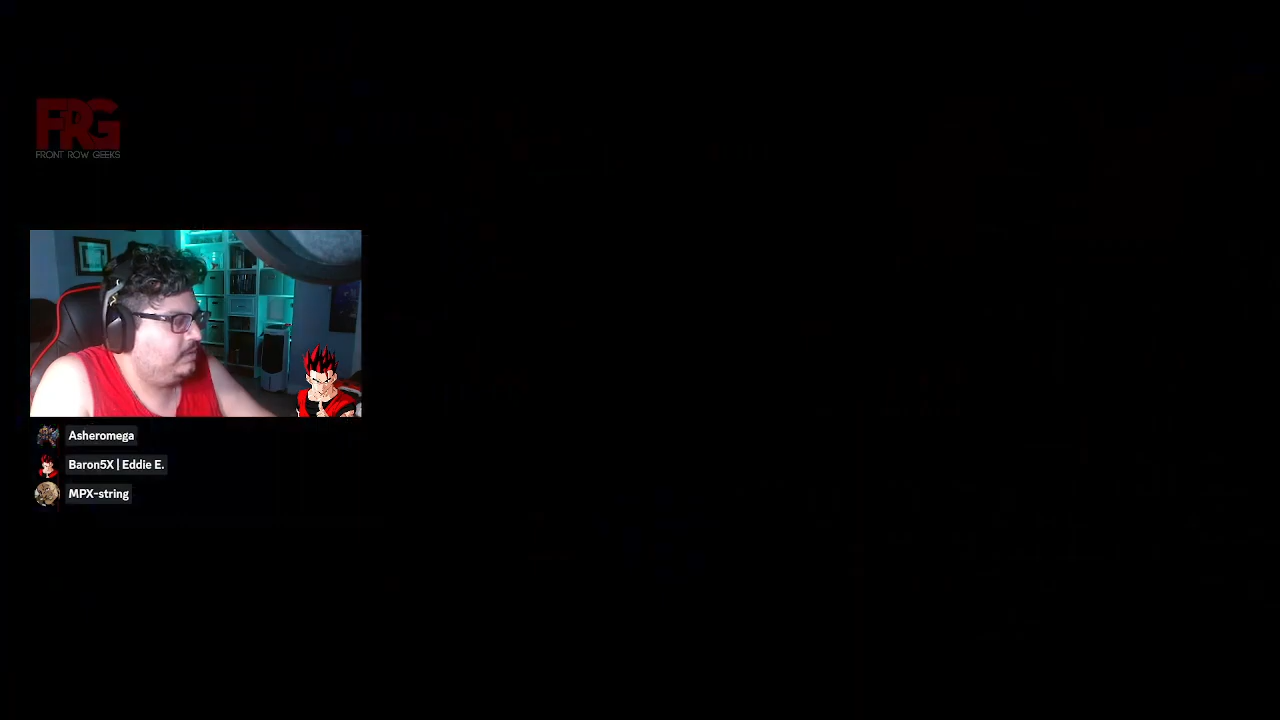 FRG
FRONT ROW GEEKS
Asheromega
Baron5X | Eddie E.
MPX-string